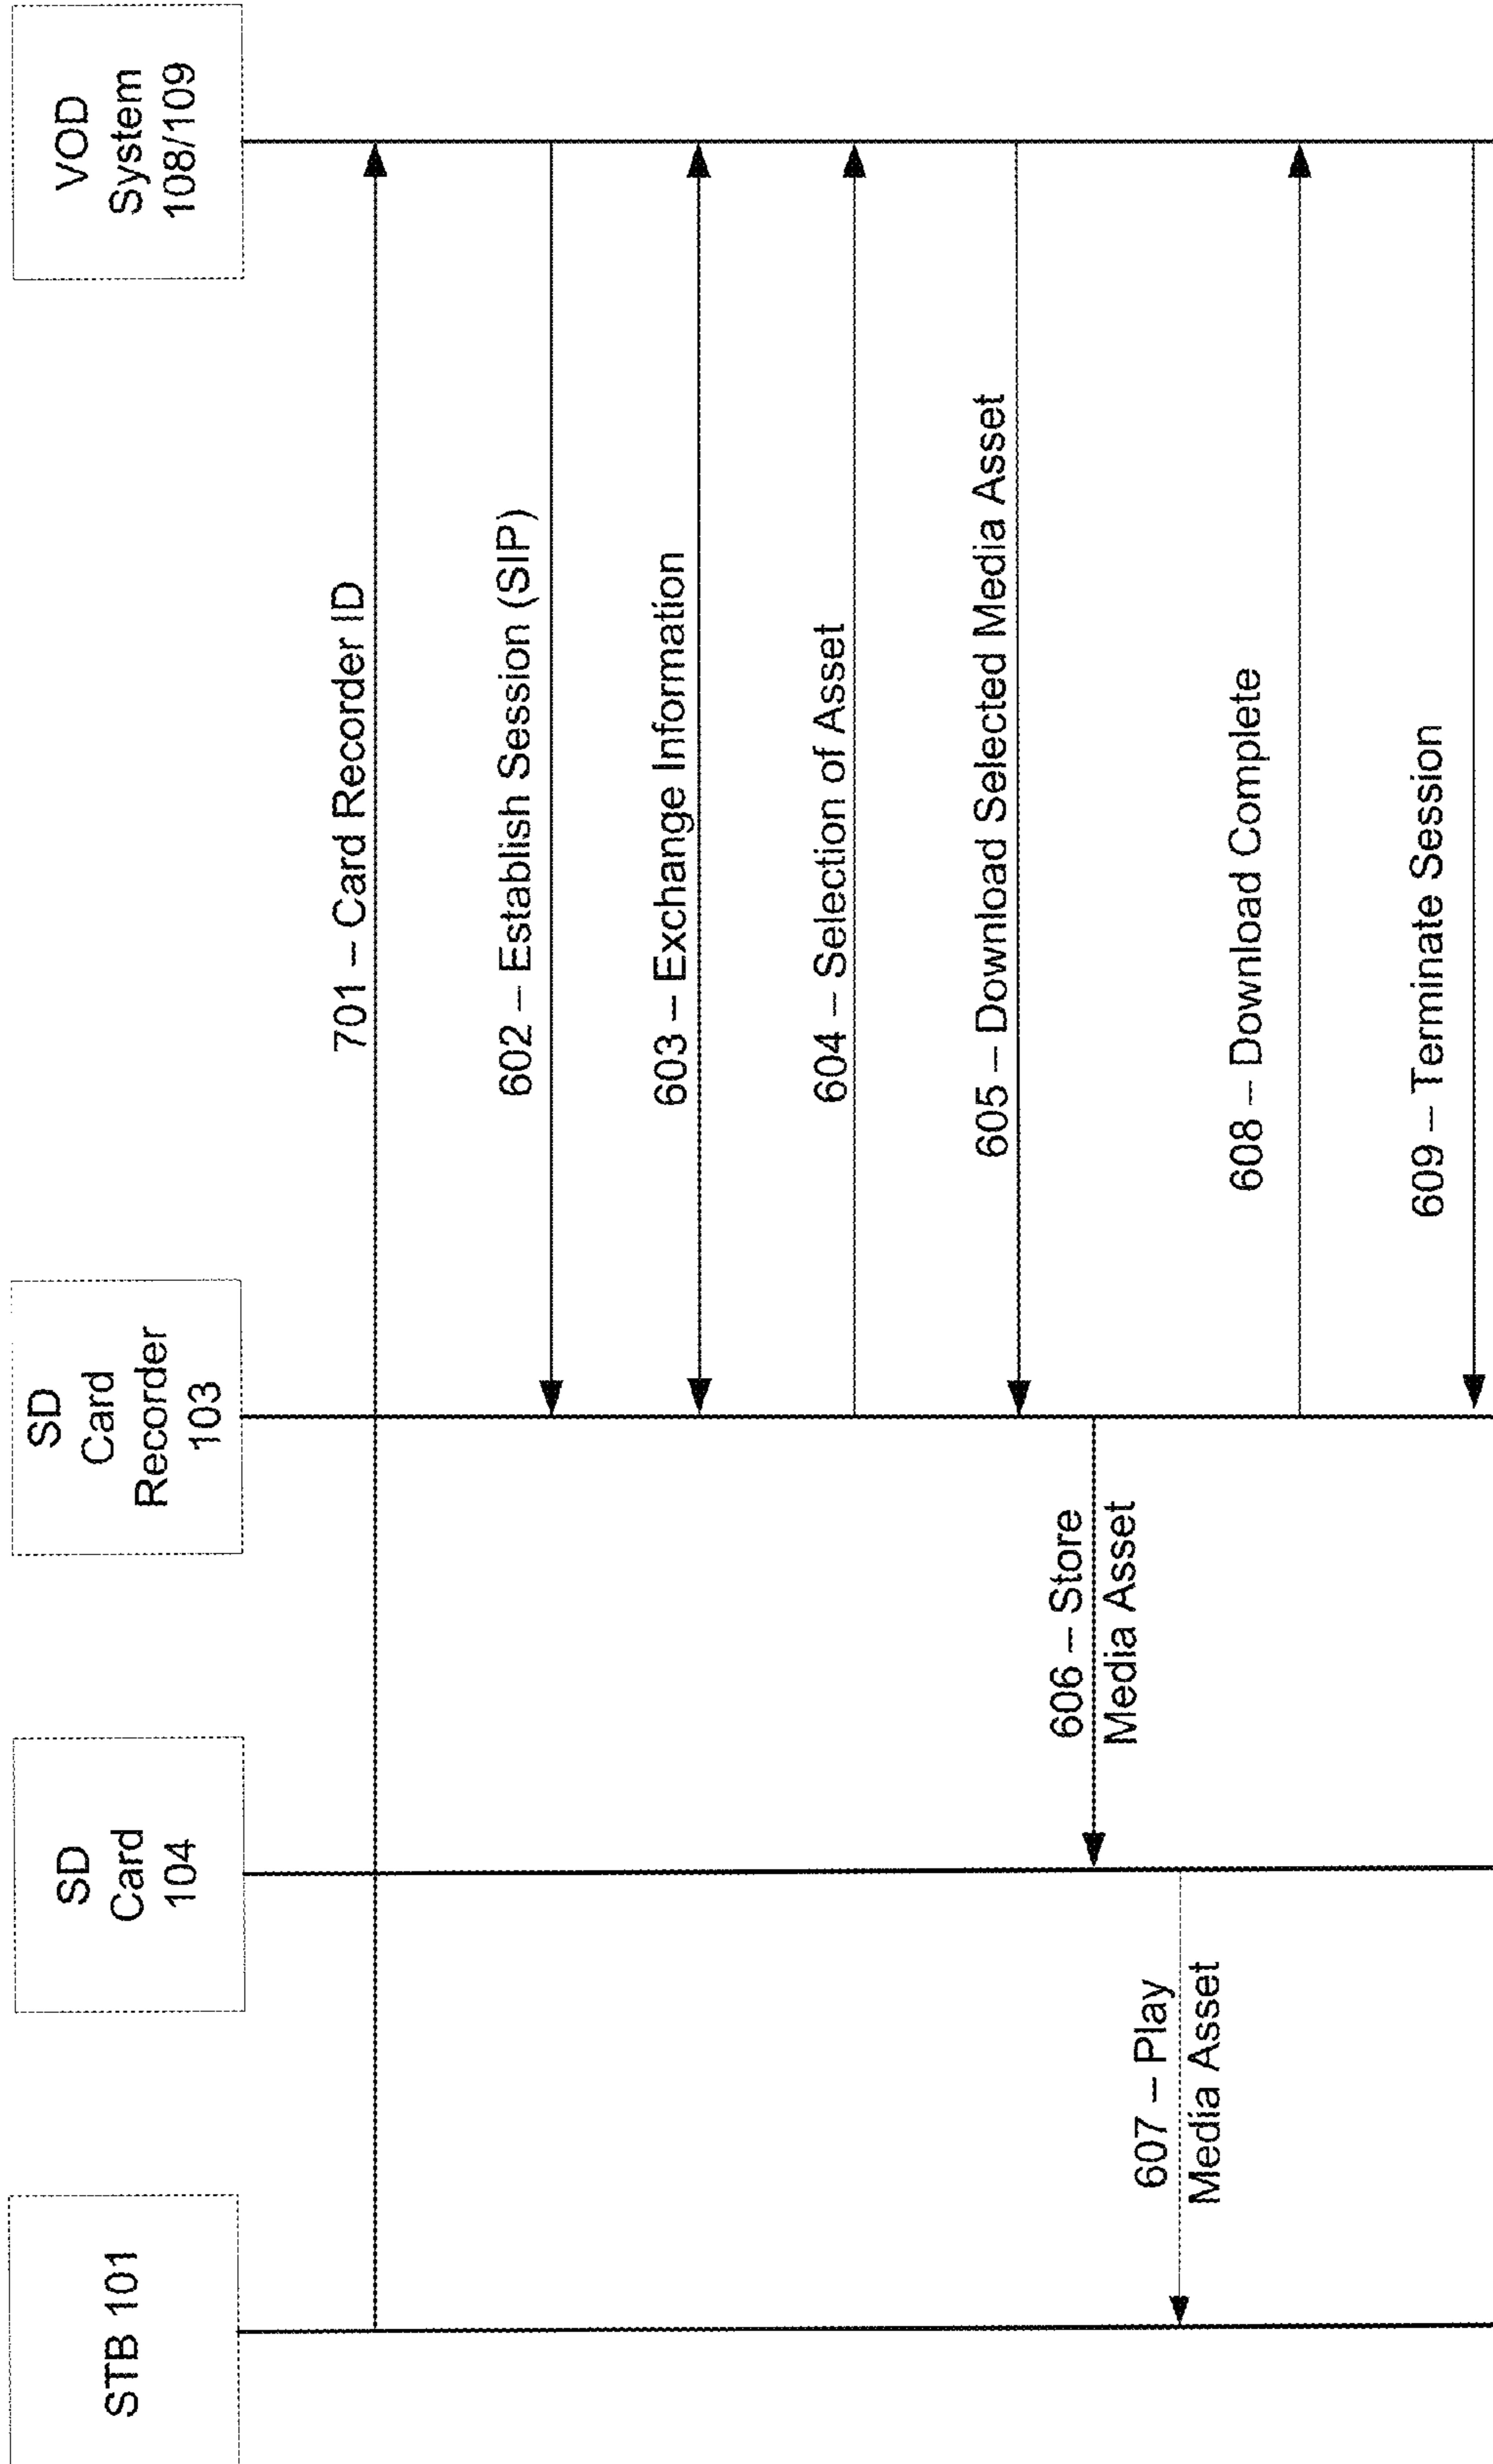 STB 101
SD
Card
104
SD
Card
Recorder
103
VOD
System
108/109
701 – Card Recorder ID
602 – Establish Session (SIP)
603 – Exchange Information
604 – Selection of Asset
605 – Download Selected Media Asset
606 – Store
Media Asset
607 – Play
Media Asset
608 – Download Complete
609 – Terminate Session